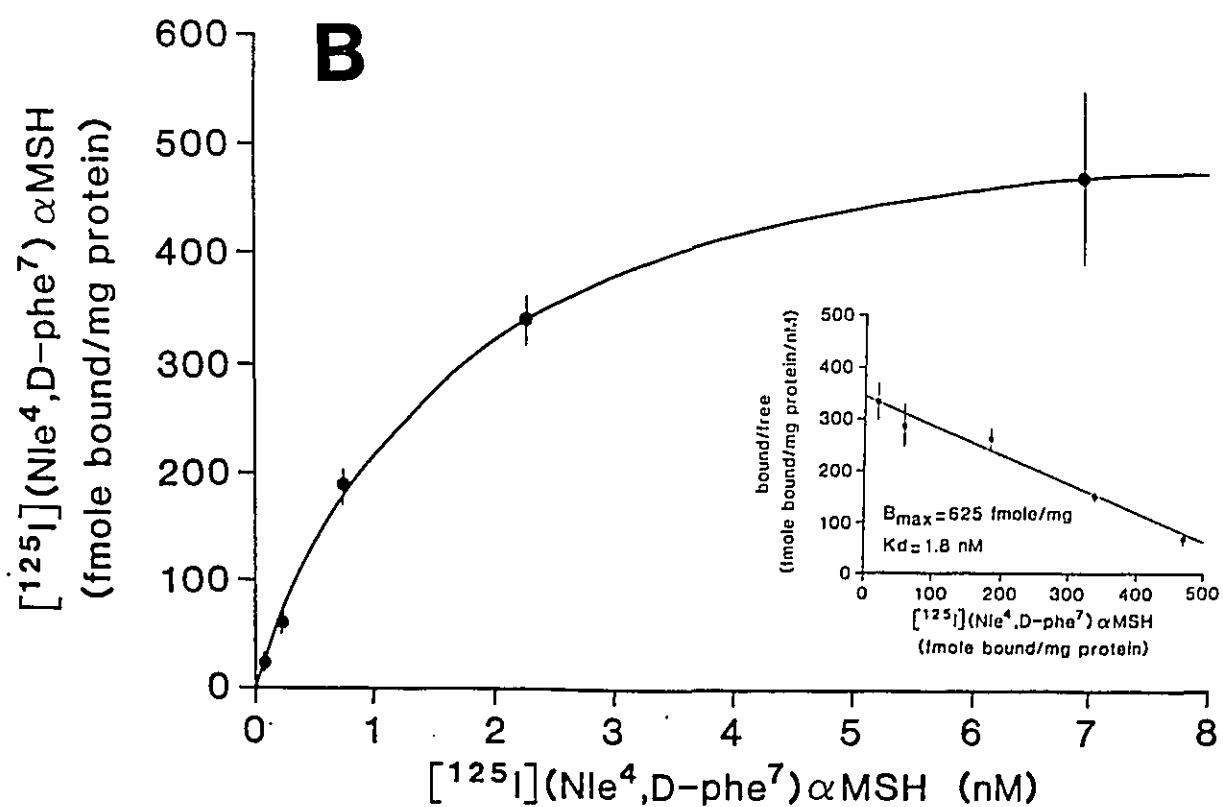 B
600
500
400
300
200
100
0
[¹²⁵I](Nle⁴,D-phe⁷) αMSH
(fmole bound/mg protein)
0 1 2 3 4 5 6 7 8
[¹²⁵I](Nle⁴,D-phe⁷) αMSH (nM)
500
400
300
200
100
0
bound/free
(fmole bound/mg protein/nM)
Bmax=625 fmole/mg
Kd=1.8 nM
0 100 200 300 400 500
[¹²⁵I](Nle⁴,D-phe⁷) αMSH
(fmole bound/mg protein)